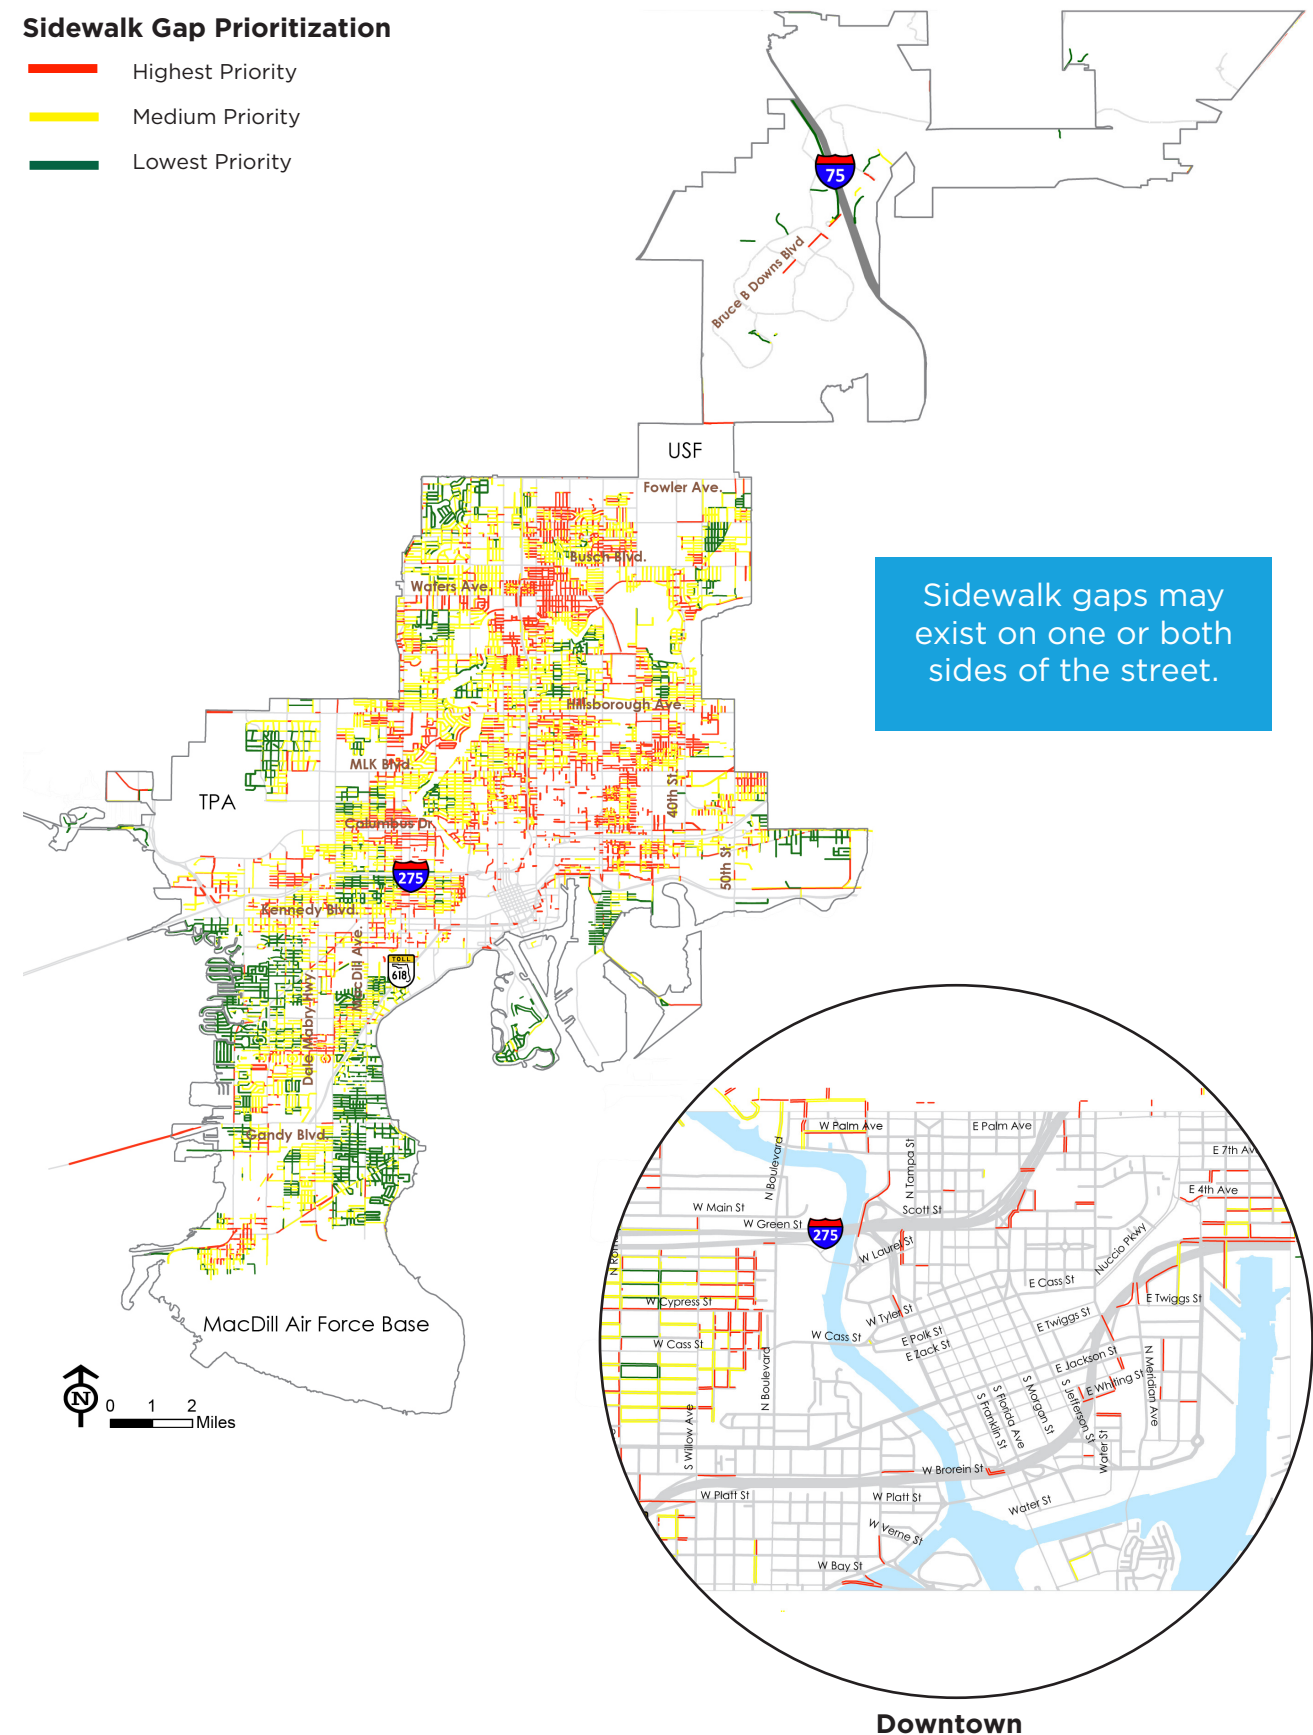 Sidewalk Gap Prioritization
Highest Priority
Medium Priority
Lowest Priority
75
Bruce B Downs Blvd
USF
Fowler Ave.
Busch Blvd.
Waters Ave.
Sidewalk gaps may
exist on one or both
sides of the street.
Hillsborough Ave.
MLK Blvd.
40th St.
TPA
Columbus Dr
50th St.
275
Kennedy Blvd.
MacDill Ave.
TOLL
618
Dale Mabry Hwy
Gandy Blvd.
MacDill Air Force Base
N
0 1 2
Miles
W Palm Ave
E Palm Ave
E 7th Av
N Boulevard
N Tampa St
E 4th Ave
W Main St
Scott St
W Green St
275
Nuccio Pkwy
W Laurel St
E Cass St
W Cypress St
E Twiggs St
W Tyler St
E Twiggs St
W Cass St
W Cass St
E Polk St
E Zack St
E Jackson St
N Boulevard
N Meridian Ave
E Whiting St
S Morgan St
S Jefferson St
S Florida Ave
S Franklin St
S Willow Ave
Water St
W Brorein St
W Platt St
W Platt St
Water St
W Verne St
W Bay St
Downtown